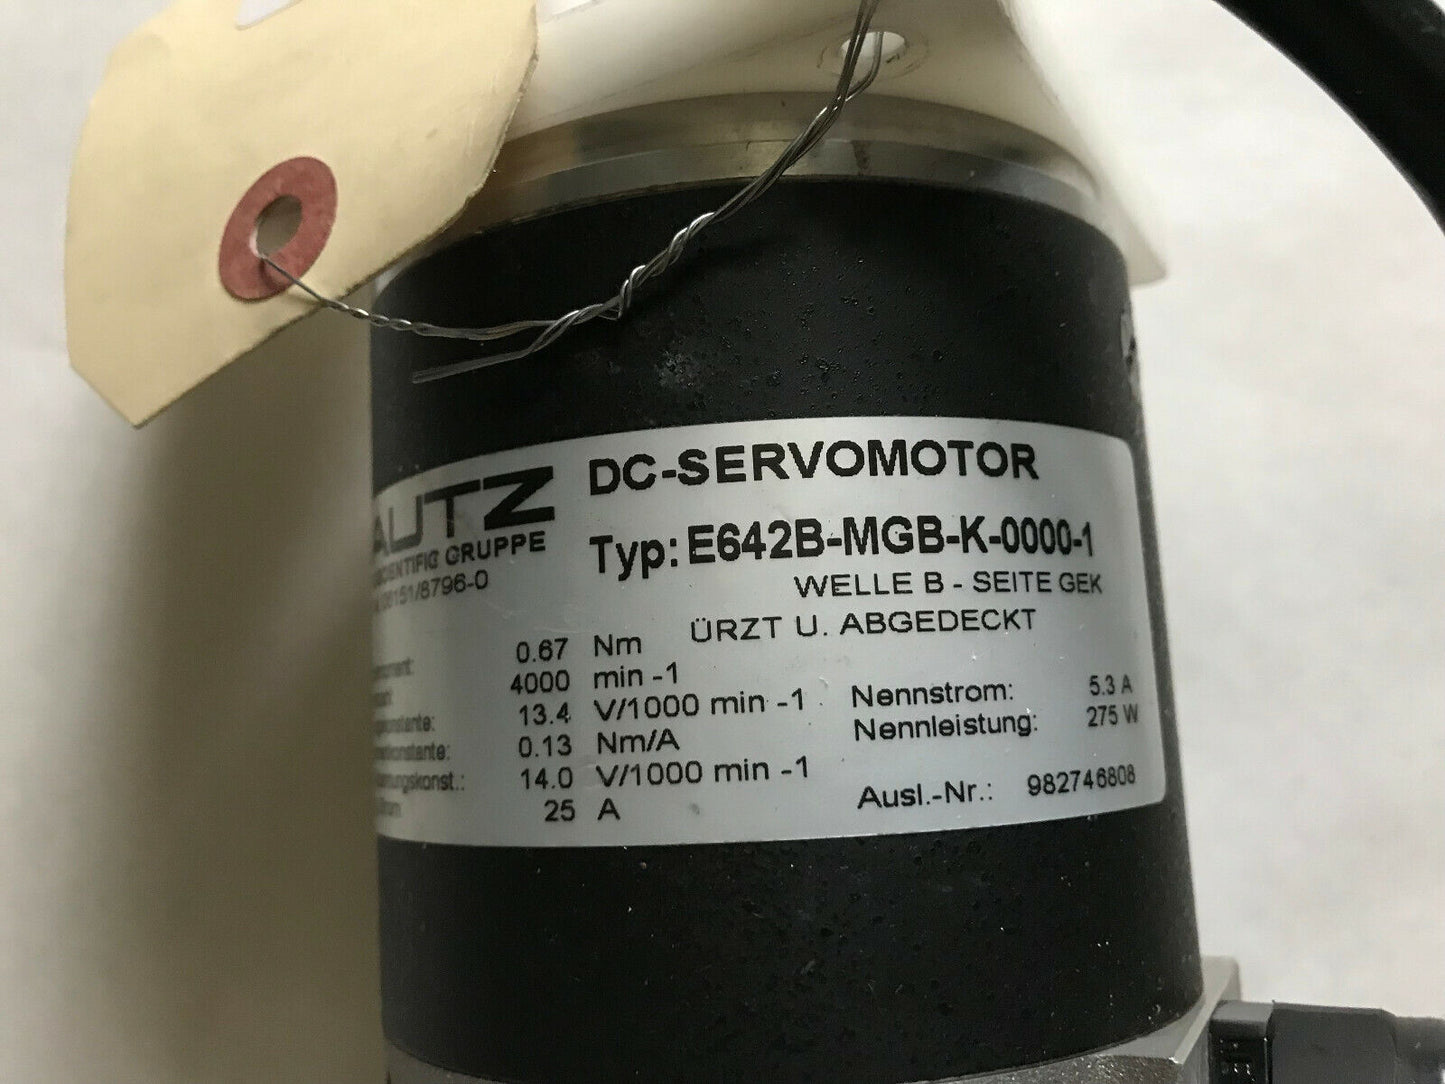 AUTZ
DC-SERVOMOTOR
SCIENTIFIC GRUPPE
Typ: E642B-MGB-K-0000-1
06151/8796-0
WELLE B - SEITE GEK
ÜRZT U. ABGEDECKT
0.67 Nm
4000 min -1
13.4 V/1000 min -1 Nennstrom: 5.3 A
0.13 Nm/A Nennleistung: 275 W
14.0 V/1000 min -1
25 A Ausl.-Nr.: 982746808